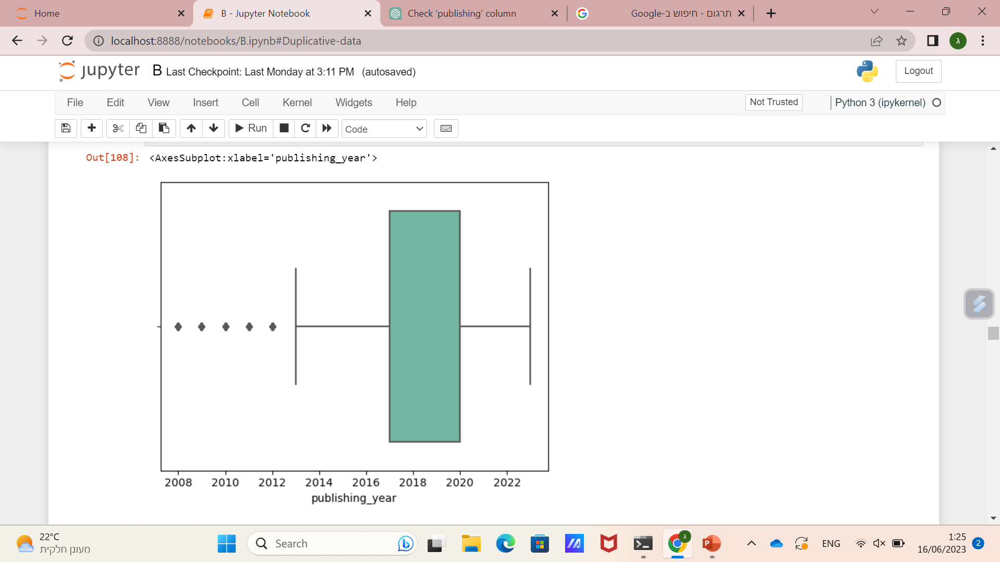 Home
B - Jupyter Notebook
Check 'publishing' column
תרגום - חיפוש ב-Google
localhost:8888/notebooks/B.ipynb#Duplicative-data
ג
jupyter B Last Checkpoint: Last Monday at 3:11 PM (autosaved)
Logout
File Edit View Insert Cell Kernel Widgets Help
Not Trusted
Python 3 (ipykernel)
Run
Code
Out[108]: <AxesSubplot:xlabel='publishing_year'>
2008 2010 2012 2014 2016 2018 2020 2022
publishing_year
22°C
מעונן חלקית
Search
ג
P
ENG
1:25
16/06/2023
2